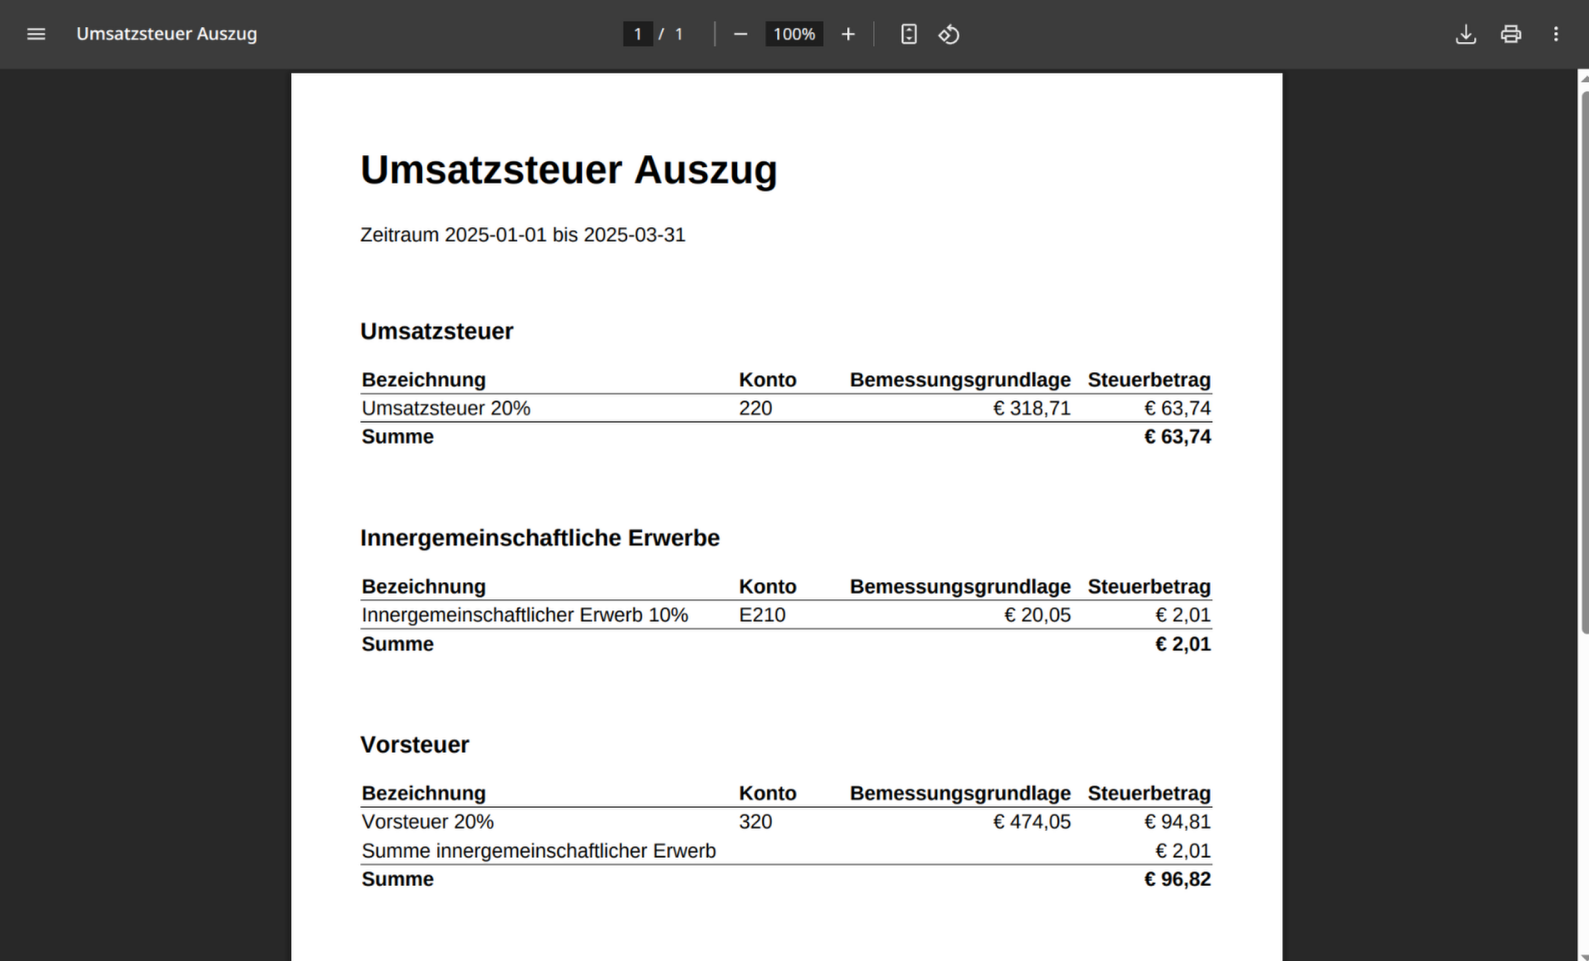 Umsatzsteuer Auszug
1 / 1
100%
Umsatzsteuer Auszug
Zeitraum 2025-01-01 bis 2025-03-31
Umsatzsteuer
Bezeichnung Konto Bemessungsgrundlage Steuerbetrag
Umsatzsteuer 20% 220 € 318,71 € 63,74
Summe € 63,74
Innergemeinschaftliche Erwerbe
Bezeichnung Konto Bemessungsgrundlage Steuerbetrag
Innergemeinschaftlicher Erwerb 10% E210 € 20,05 € 2,01
Summe € 2,01
Vorsteuer
Bezeichnung Konto Bemessungsgrundlage Steuerbetrag
Vorsteuer 20% 320 € 474,05 € 94,81
Summe innergemeinschaftlicher Erwerb € 2,01
Summe € 96,82